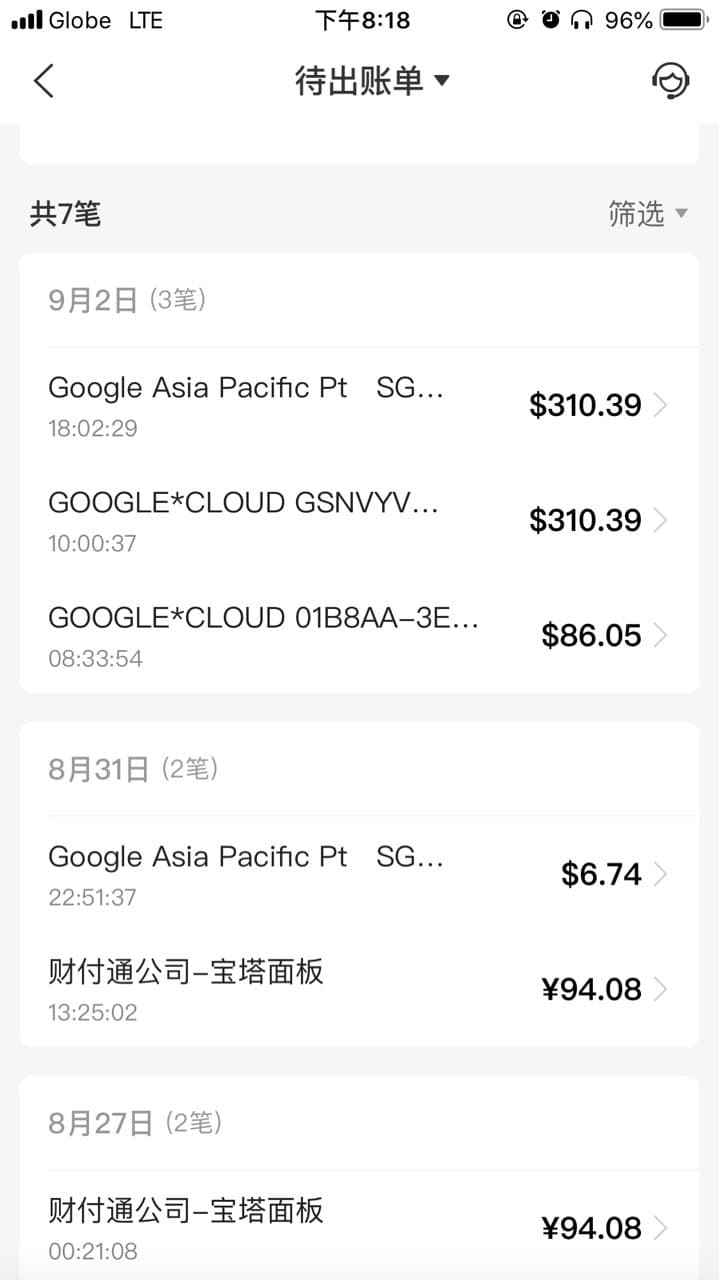 Globe LTE 下午8:18 96%
待出账单
共7笔 筛选
9月2日 (3笔)
Google Asia Pacific Pt SG...
$310.39
18:02:29
GOOGLE*CLOUD GSNVYV...
$310.39
10:00:37
GOOGLE*CLOUD 01B8AA-3E...
$86.05
08:33:54
8月31日 (2笔)
Google Asia Pacific Pt SG...
$6.74
22:51:37
财付通公司-宝塔面板
¥94.08
13:25:02
8月27日 (2笔)
财付通公司-宝塔面板
¥94.08
00:21:08